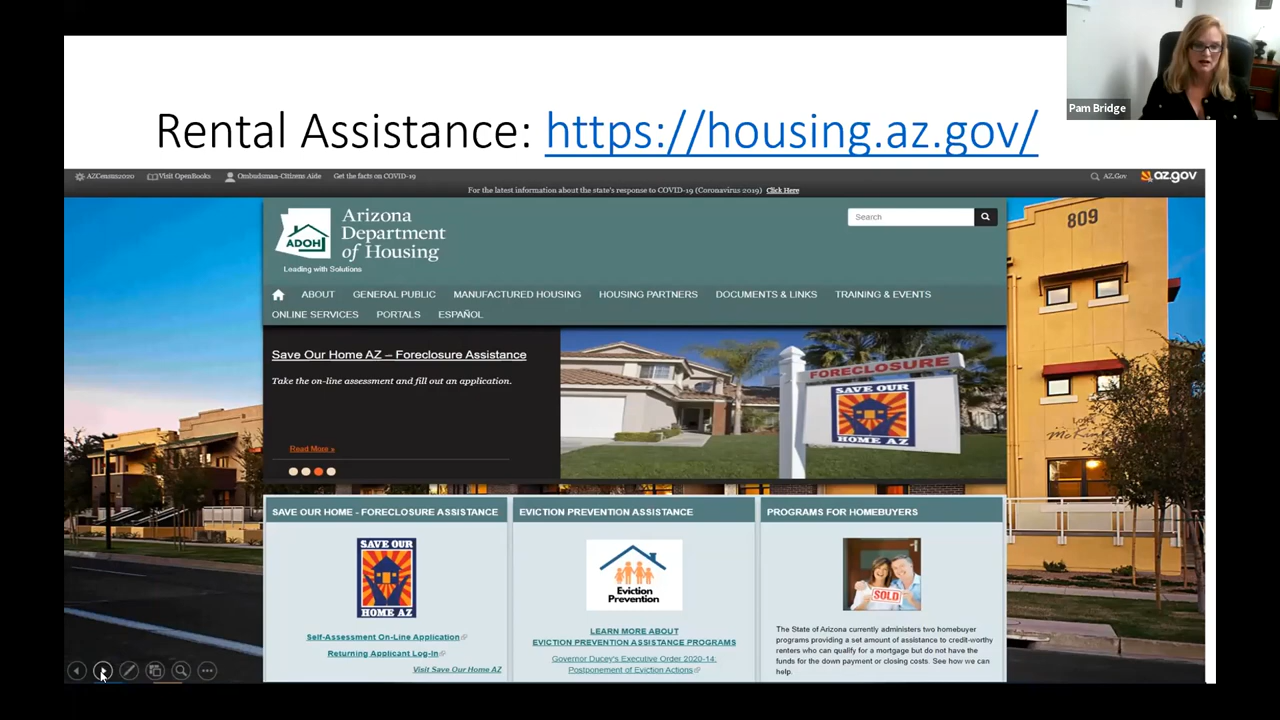 Pam Bridge
Rental Assistance: https://housing.az.gov/
AZCensus2020 Visit OpenBooks Ombudsman-Citizens Aide Get the facts on COVID-19 AZ.Gov az.gov
For the latest information about the state's response to COVID-19 (Coronavirus 2019) Click Here
809
ADOH
Arizona
Department
of Housing
Leading with Solutions
Search
ABOUT GENERAL PUBLIC MANUFACTURED HOUSING HOUSING PARTNERS DOCUMENTS & LINKS TRAINING & EVENTS
ONLINE SERVICES PORTALS ESPAÑOL
Save Our Home AZ – Foreclosure Assistance
Take the on-line assessment and fill out an application.
Read More »
FORECLOSURE
SAVE OUR
HOME AZ
SAVE OUR HOME - FORECLOSURE ASSISTANCE
SAVE OUR
HOME AZ
Self-Assessment On-Line Application
Returning Applicant Log-In
Visit Save Our Home AZ
EVICTION PREVENTION ASSISTANCE
Eviction
Prevention
LEARN MORE ABOUT
EVICTION PREVENTION ASSISTANCE PROGRAMS
Governor Ducey's Executive Order 2020-14,
Postponement of Eviction Actions
PROGRAMS FOR HOMEBUYERS
SOLD
The State of Arizona currently administers two homebuyer
programs providing a set amount of assistance to credit-worthy
renters who can qualify for a mortgage but do not have the
funds for the down payment or closing costs. See how we can
help.